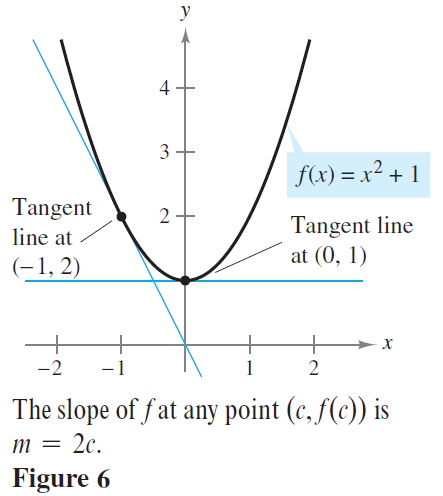 y
4
3
f(x) = x² + 1
Tangent
line at
(−1, 2)
2
Tangent line
at (0, 1)
x
−2
−1
1
2
The slope of f at any point (c, f(c)) is
m = 2c.
Figure 6